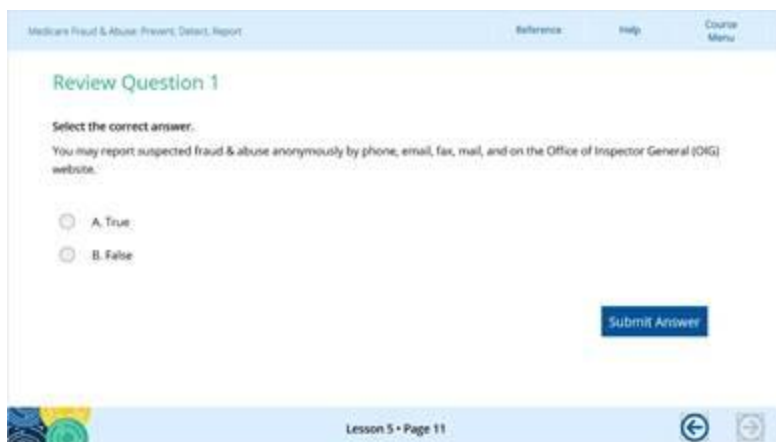 Medicare Fraud & Abuse: Prevent, Detect, Report
Reference
Help
Course
Menu
Review Question 1
Select the correct answer.
You may report suspected fraud & abuse anonymously by phone, email, fax, mail, and on the Office of Inspector General (OIG)
website.
A. True
B. False
Submit Answer
Lesson 5 • Page 11